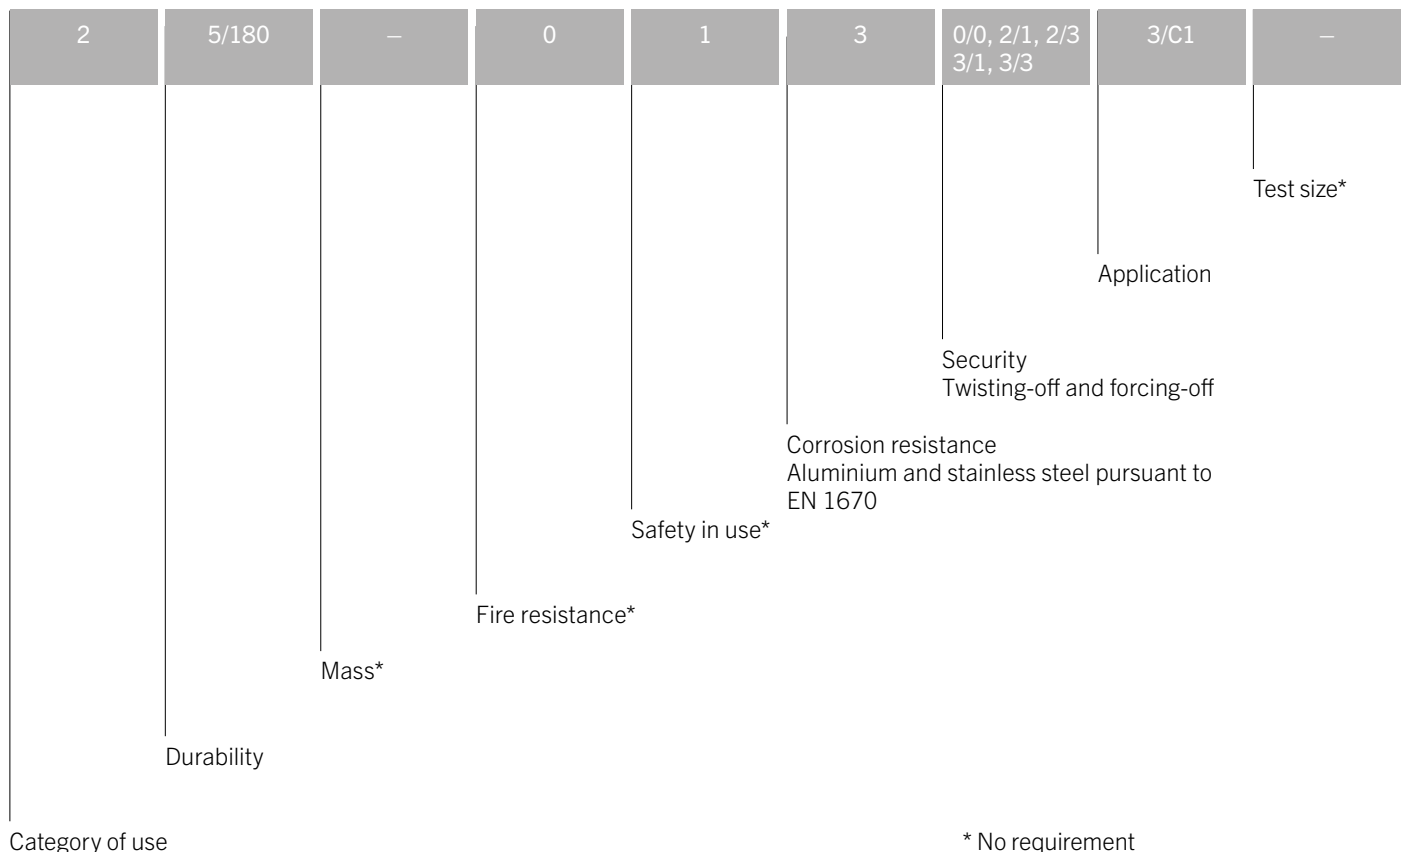 2
5/180
–
0
1
3
0/0, 2/1, 2/3
3/1, 3/3
3/C1
–
Test size*
Application
Security
Twisting-off and forcing-off
Corrosion resistance
Aluminium and stainless steel pursuant to
EN 1670
Safety in use*
Fire resistance*
Mass*
Durability
Category of use
* No requirement